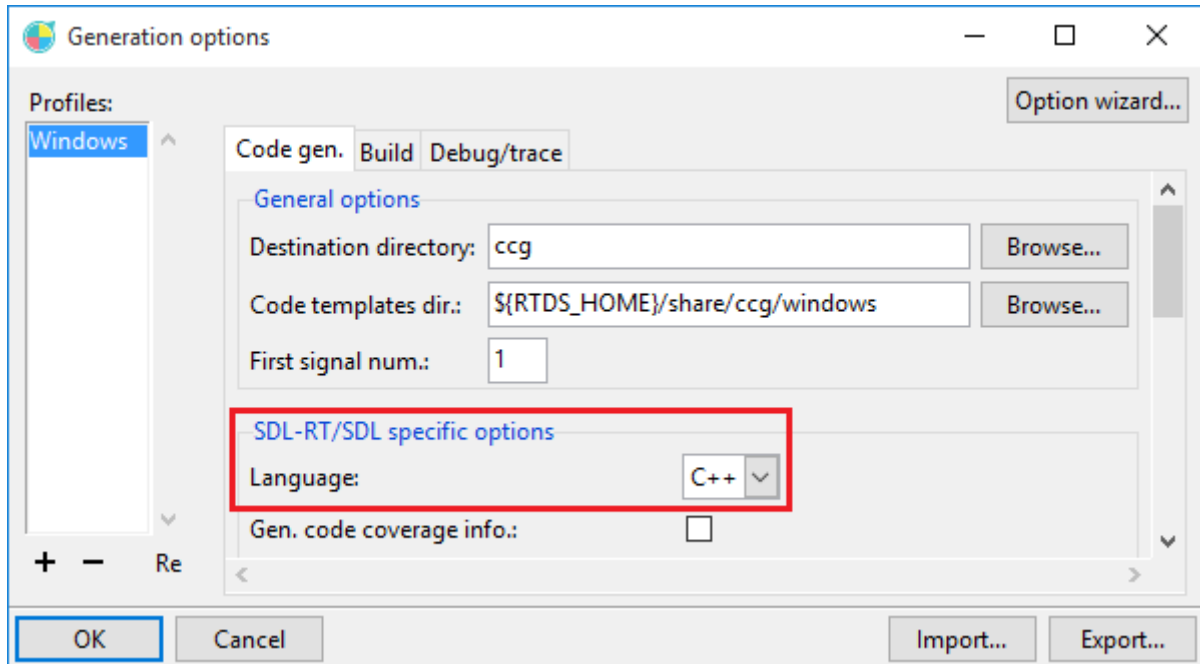 Generation options
Option wizard...
Profiles:
Windows
Code gen. Build Debug/trace
General options
Destination directory: ccg Browse...
Code templates dir.: ${RTDS_HOME}/share/ccg/windows Browse...
First signal num.: 1
SDL-RT/SDL specific options
Language: C++
Gen. code coverage info.:
+ − Re
OK Cancel Import... Export...